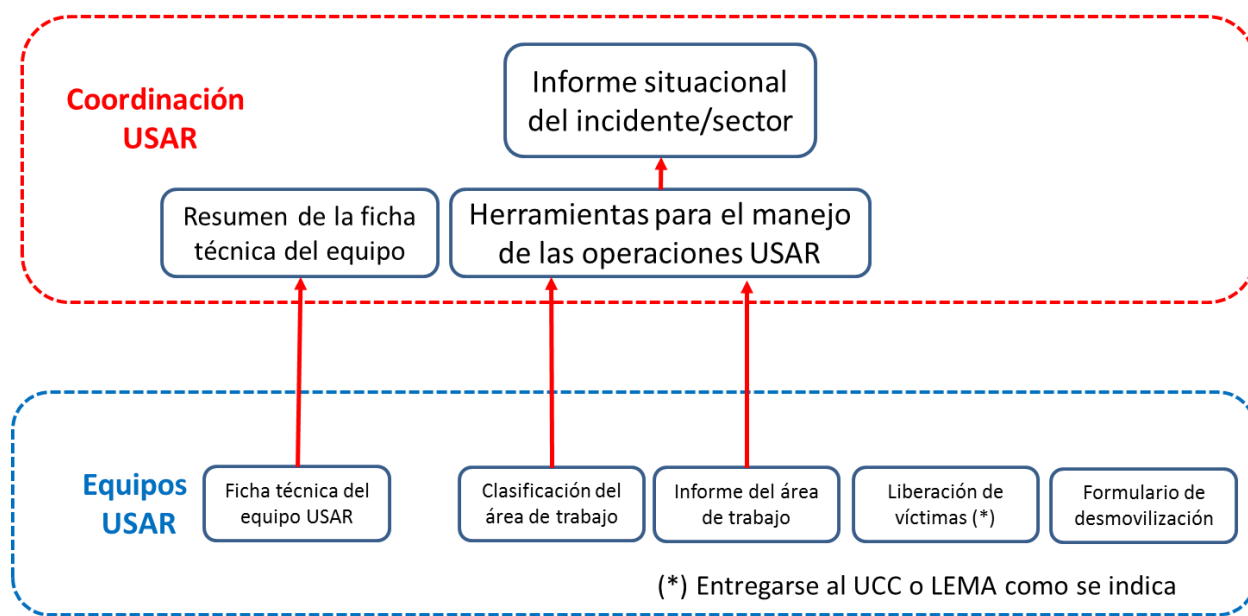 Coordinación
USAR
Informe situacional
del incidente/sector
Resumen de la ficha
técnica del equipo
Herramientas para el manejo
de las operaciones USAR
Equipos
USAR
Ficha técnica del
equipo USAR
Clasificación del
área de trabajo
Informe del área
de trabajo
Liberación de
víctimas (*)
Formulario de
desmovilización
(*) Entregarse al UCC o LEMA como se indica